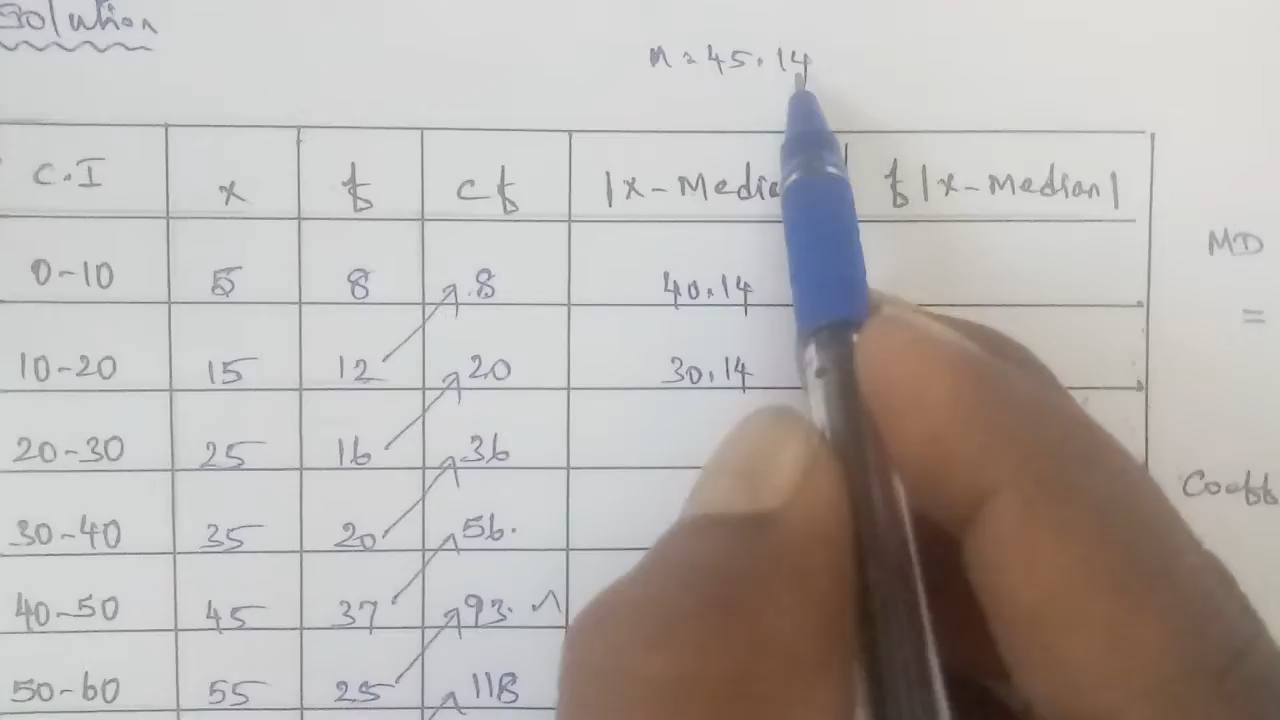 Solution
M = 45.14
C.I x f cf |x - Media f |x - Median|
MD
0-10 5 8 8 40.14
=
10-20 15 12 20 30.14
20-30 25 16 36
Coeff
30-40 35 20 56.
40-50 45 37 93.
50-60 55 25 118